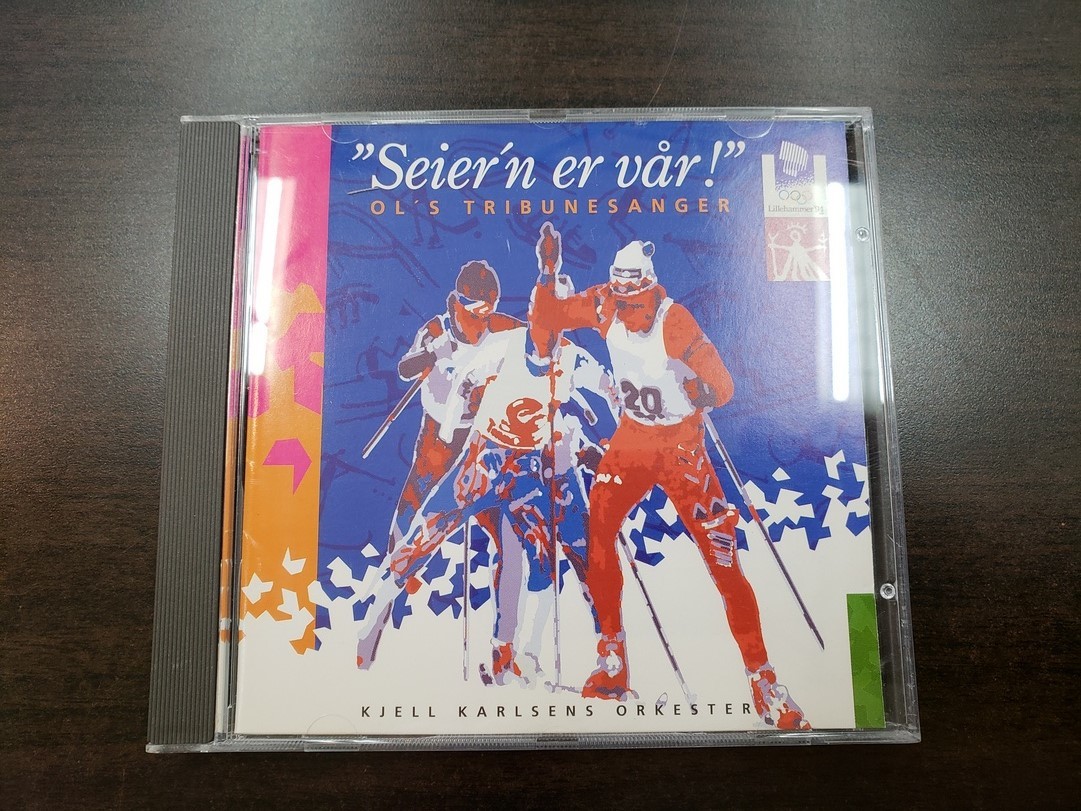 "Seier´n er vår!"
OL´S TRIBUNESANGER
Lillehammer'94
20
KJELL KARLSENS ORKESTER